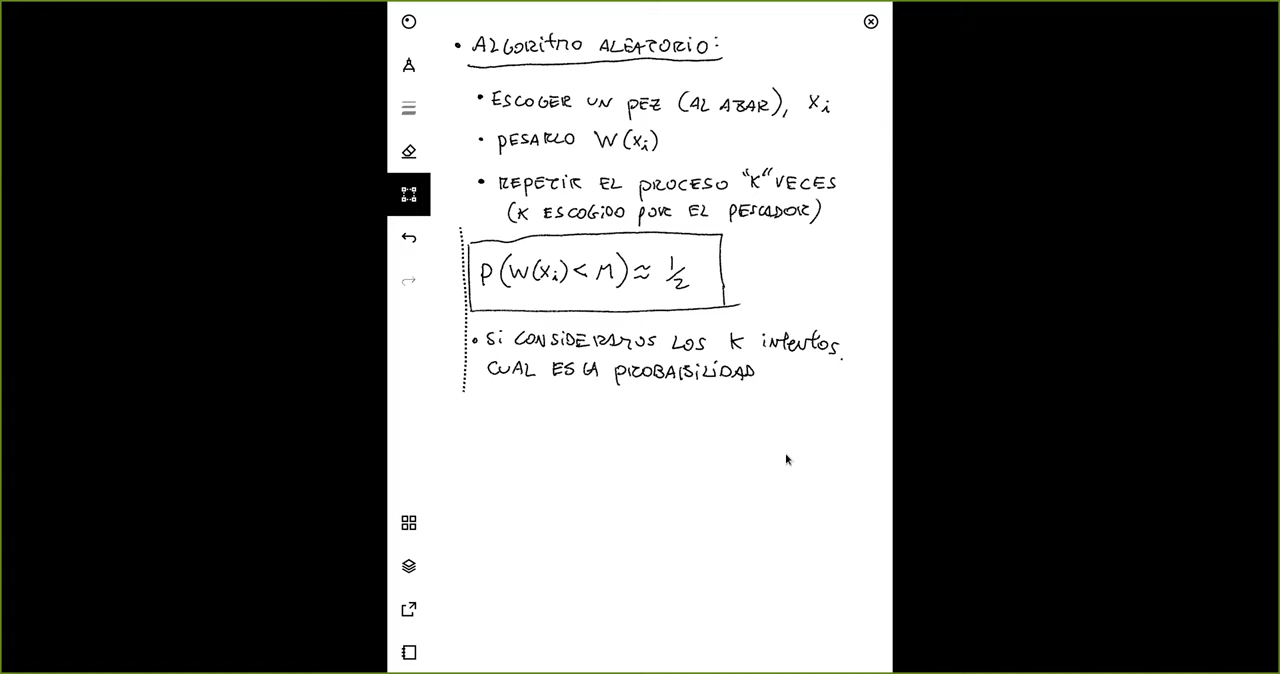 • ALGORITMO ALEATORIO:
• ESCOGER UN PEZ (AL AZAR), Xi
• PESARLO W(Xi)
• REPETIR EL PROCESO "K" VECES
(K ESCOGIDO POR EL PESCADOR)
P(W(Xi) < M) ≈ 1/2
• Si CONSIDERAMOS LOS K intentos.
CUAL ES LA PROBABILIDAD